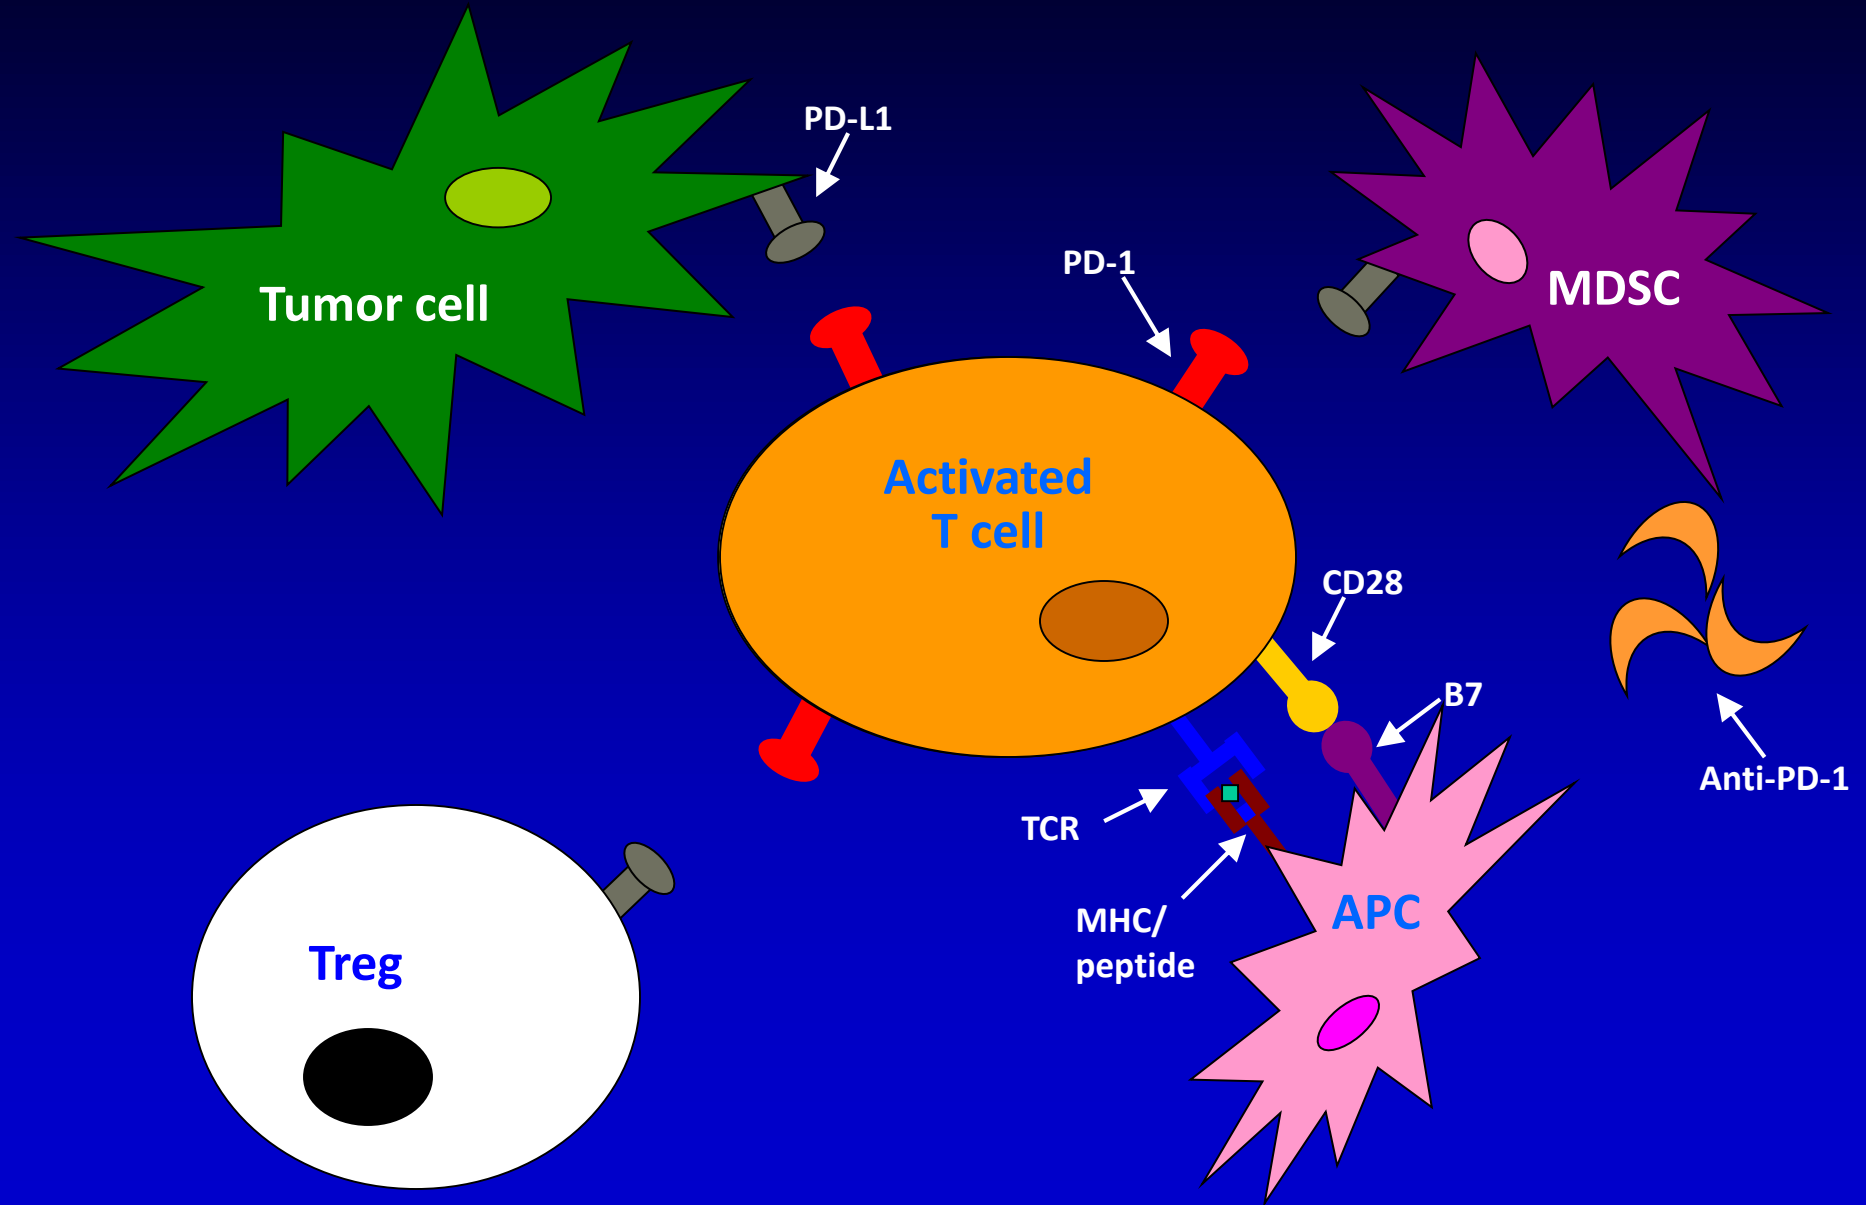 PD-L1
Tumor cell
PD-1
MDSC
Activated
T cell
CD28
B7
Anti-PD-1
TCR
MHC/
peptide
APC
Treg